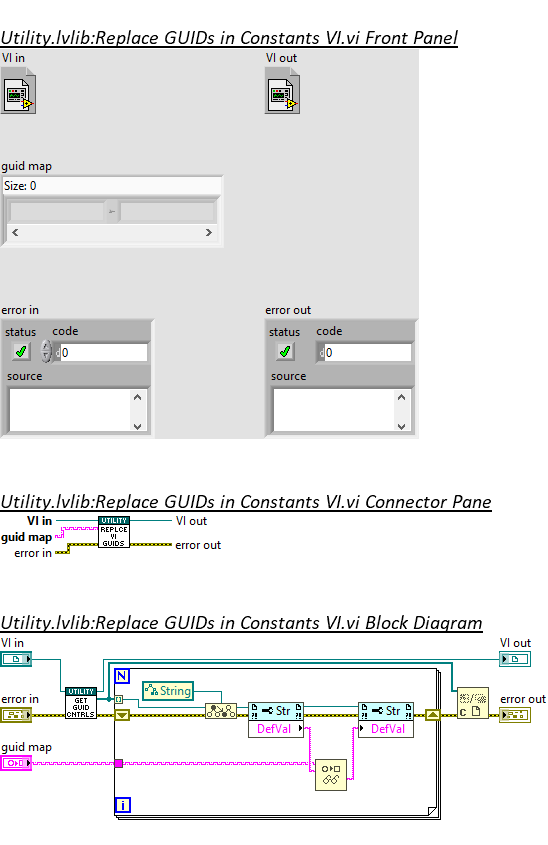 Utility.lvlib:Replace GUIDs in Constants VI.vi Front Panel
VI in
VI out
guid map
Size: 0
error in
error out
status
code
d
0
source
status
code
d
0
source
Utility.lvlib:Replace GUIDs in Constants VI.vi Connector Pane
VI in
guid map
error in
UTILITY
REPLCE
VI
GUIDS
VI out
error out
Utility.lvlib:Replace GUIDs in Constants VI.vi Block Diagram
VI in
VI out
N
String
error in
UTILITY
GET
GUID
CNTRLS
Str
DefVal
Str
DefVal
C
error out
guid map
i